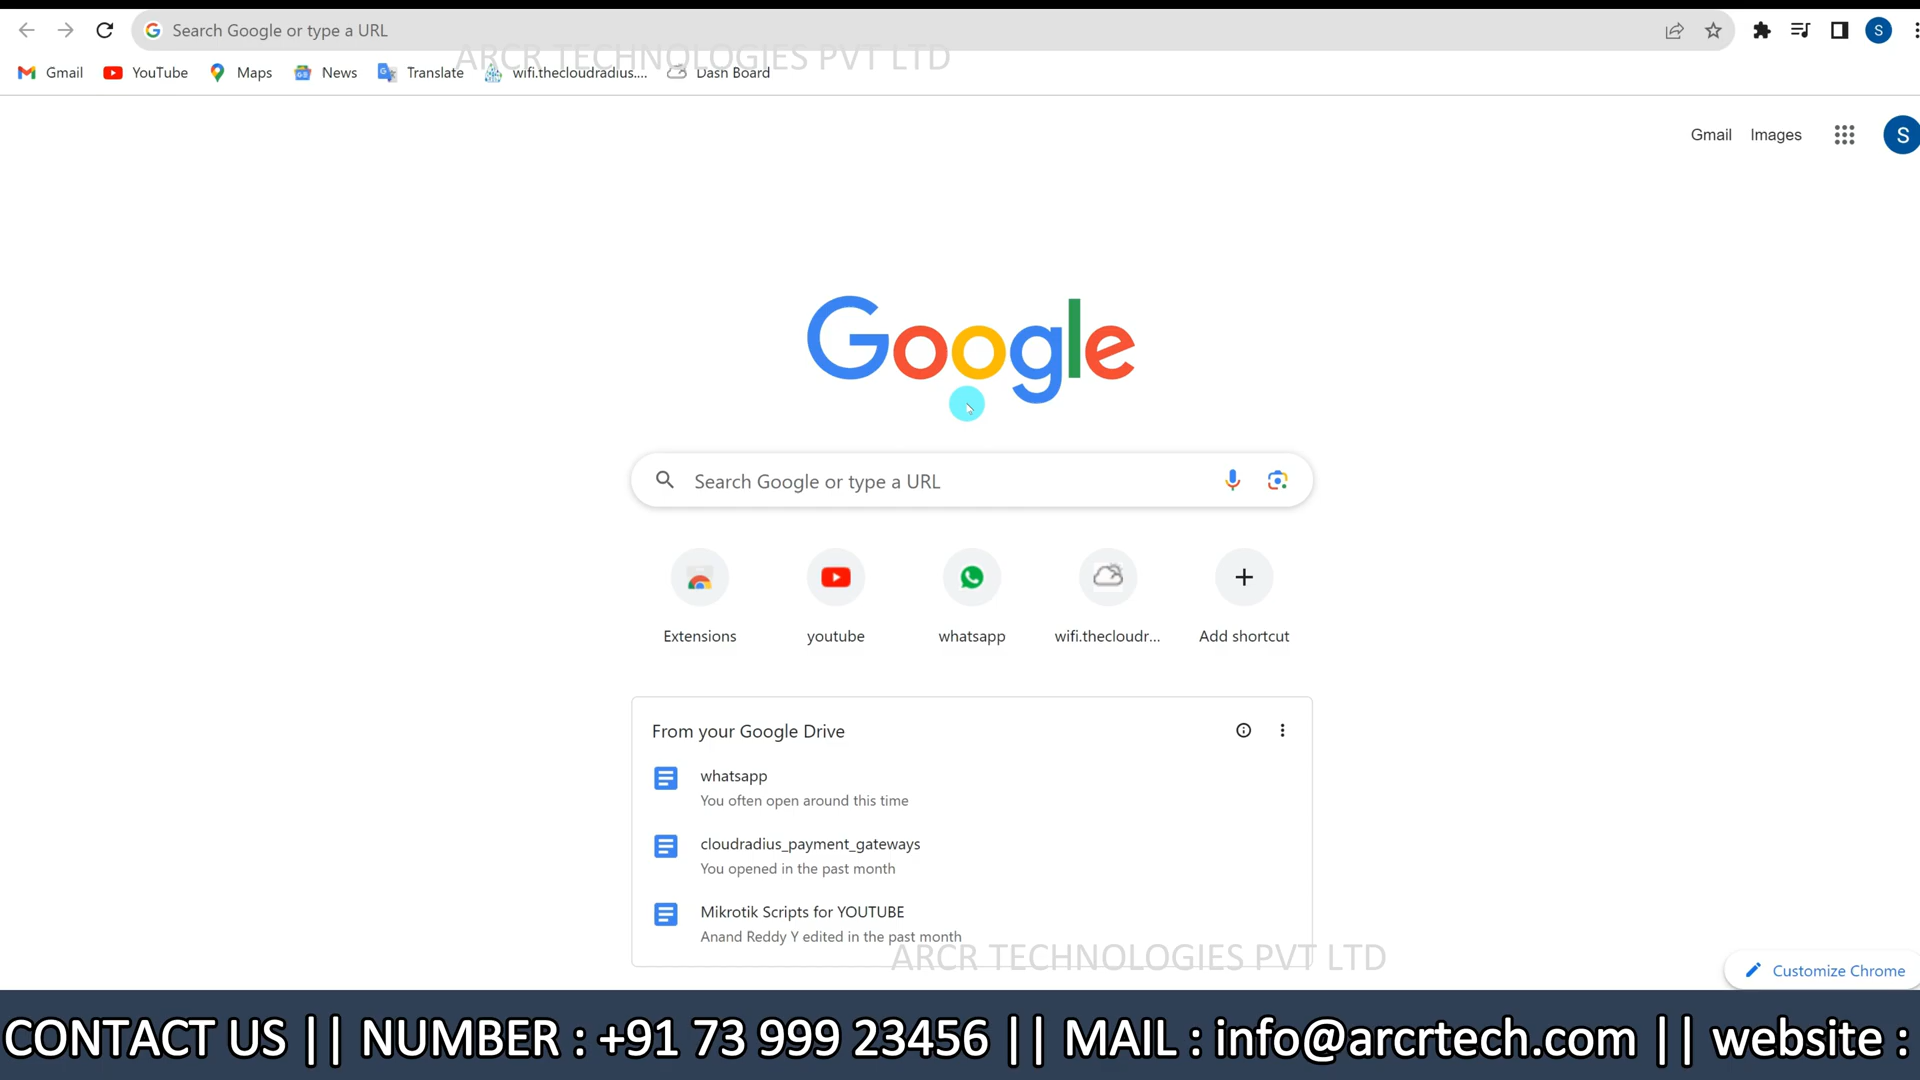 Search Google or type a URL
S
ARCR TECHNOLOGIES PVT LTD
Gmail YouTube Maps News Translate wifi.thecloudradius.... Dash Board
Gmail Images S
Google
Search Google or type a URL
Extensions youtube whatsapp wifi.thecloudr... Add shortcut
From your Google Drive
whatsapp
You often open around this time
cloudradius_payment_gateways
You opened in the past month
Mikrotik Scripts for YOUTUBE
Anand Reddy Y edited in the past month
ARCR TECHNOLOGIES PVT LTD
Customize Chrome
CONTACT US || NUMBER : +91 73 999 23456 || MAIL : info@arcrtech.com || website :